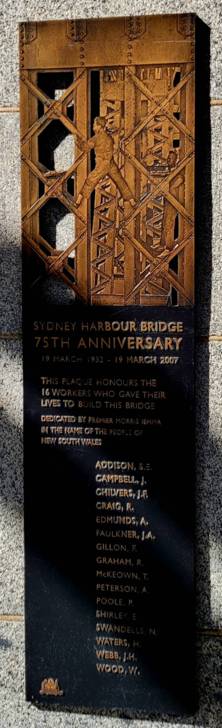 SYDNEY HARBOUR BRIDGE
75TH ANNIVERSARY
19 MARCH 1932 - 19 MARCH 2007
THIS PLAQUE HONOURS THE
16 WORKERS WHO GAVE THEIR
LIVES TO BUILD THIS BRIDGE
DEDICATED BY PREMIER MORRIS IEMMA
IN THE NAME OF THE PEOPLE OF
NEW SOUTH WALES
ADDISON, S.E.
CAMPBELL, J.
CHILVERS, J.F.
CRAIG, R.
EDMUNDS, A.
FAULKNER, J.A.
GILLON, F.
GRAHAM, R.
McKEOWN, T.
PETERSON, A.
POOLE, P.
SHIRLEY, E.
SWANDELLS, N.
WATERS, H.
WEBB, J.H.
WOOD, W.